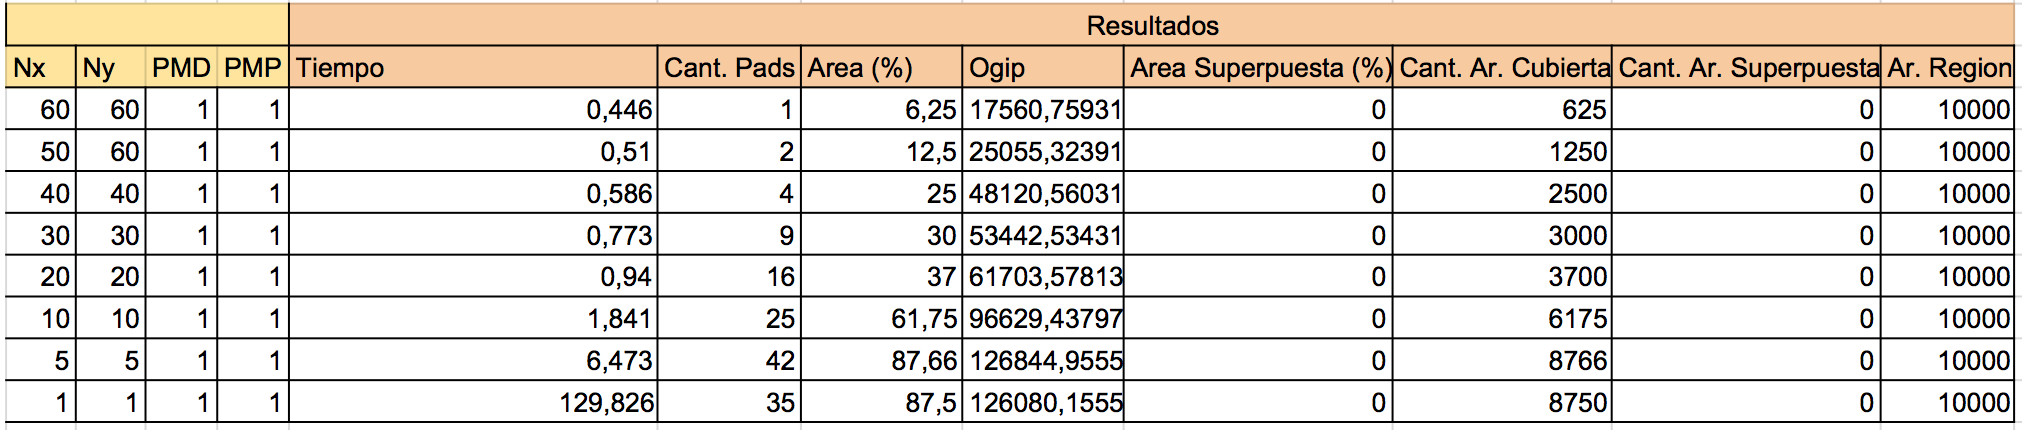 Resultados
Nx Ny PMD PMP Tiempo Cant. Pads Area (%) Ogip Area Superpuesta (%) Cant. Ar. Cubierta Cant. Ar. Superpuesta Ar. Region
60 60 1 1 0,446 1 6,25 17560,75931 0 625 0 10000
50 60 1 1 0,51 2 12,5 25055,32391 0 1250 0 10000
40 40 1 1 0,586 4 25 48120,56031 0 2500 0 10000
30 30 1 1 0,773 9 30 53442,53431 0 3000 0 10000
20 20 1 1 0,94 16 37 61703,57813 0 3700 0 10000
10 10 1 1 1,841 25 61,75 96629,43797 0 6175 0 10000
5 5 1 1 6,473 42 87,66 126844,9555 0 8766 0 10000
1 1 1 1 129,826 35 87,5 126080,1555 0 8750 0 10000